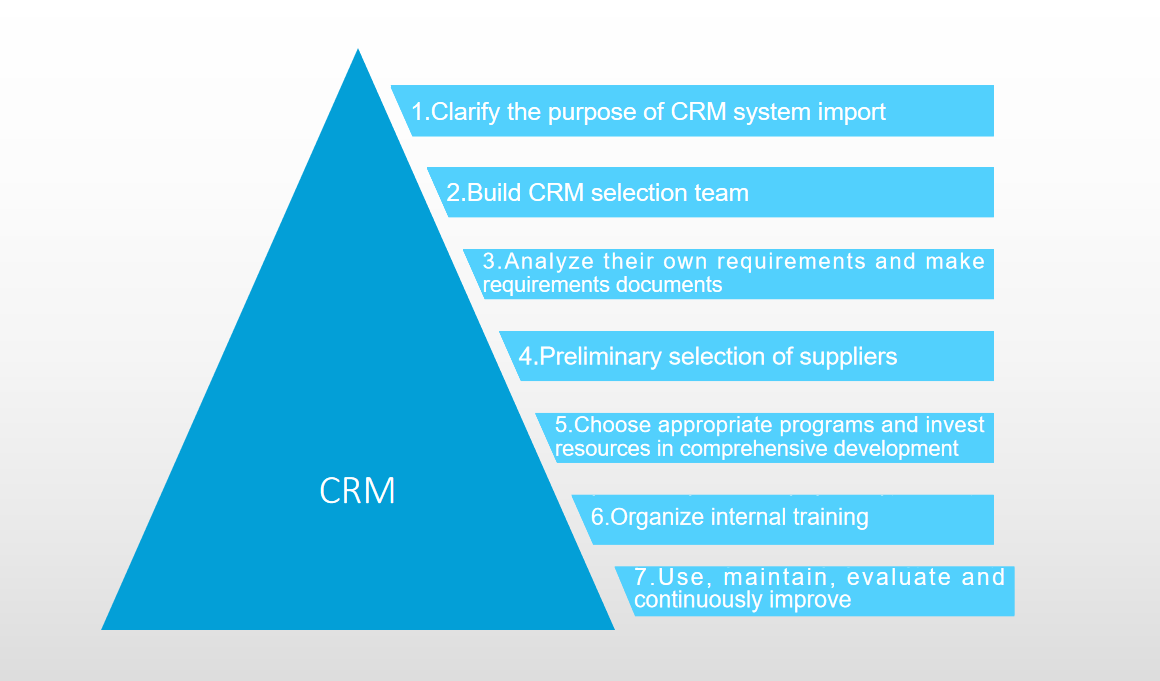 1.Clarify the purpose of CRM system import
2.Build CRM selection team
3.Analyze their own requirements and make
requirements documents
4.Preliminary selection of suppliers
5.Choose appropriate programs and invest
resources in comprehensive development
CRM
6.Organize internal training
7.Use, maintain, evaluate and
continuously improve